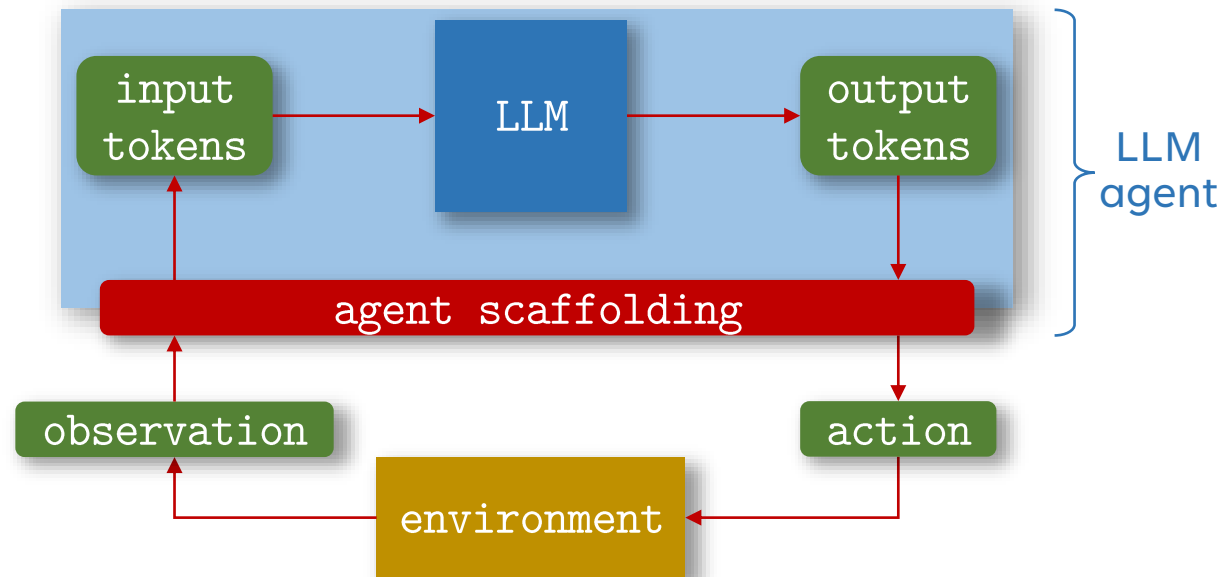 input
tokens
LLM
output
tokens
LLM
agent
agent scaffolding
observation
action
environment